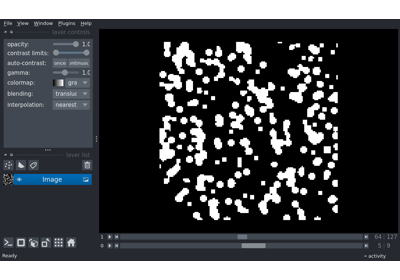 File View Window Plugins Help
layer controls
opacity: 1.0
contrast limits:
auto-contrast: once
gamma: 1.0
colormap: gra
blending: transluc
interpolation: nearest
layer list
Image
1 64 127
0 5 9
Ready activity